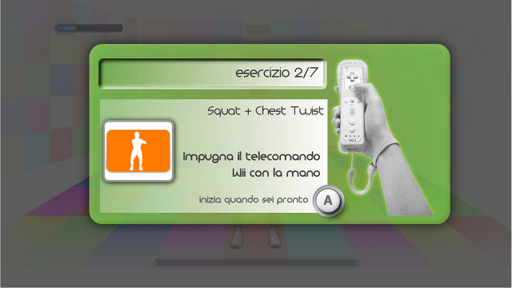 esercizio 2/7
Squat + Chest Twist
Impugna il telecomando
Wii con la mano
inizia quando sei pronto A